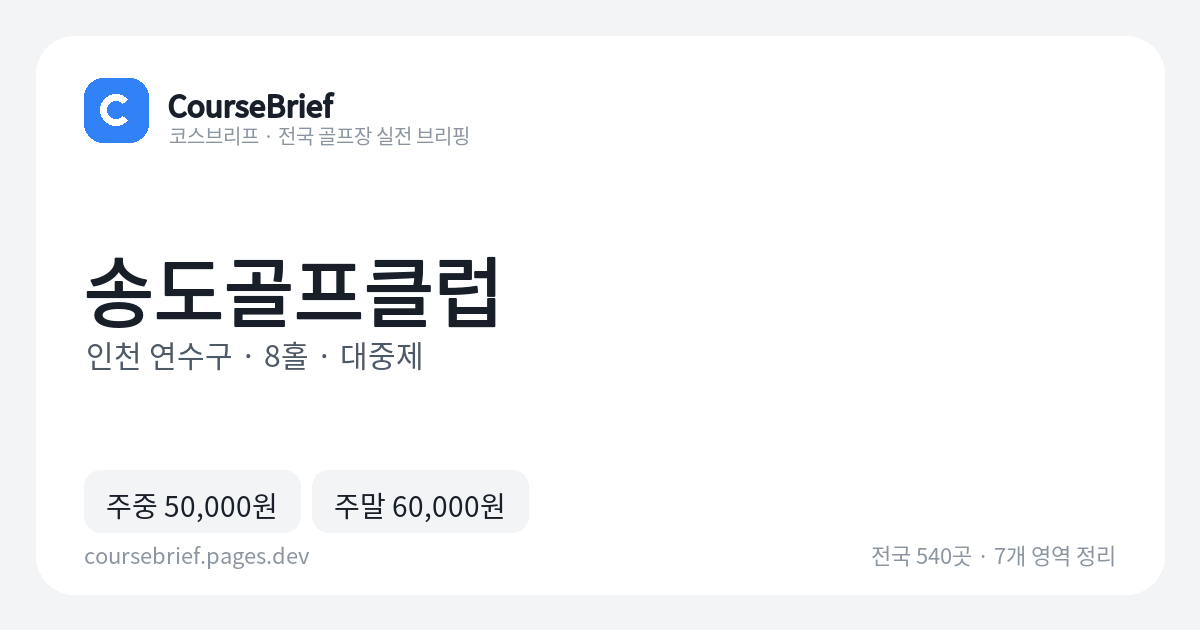 C
CourseBrief
코스브리프 · 전국 골프장 실전 브리핑
송도골프클럽
인천 연수구 · 8홀 · 대중제
주중 50,000원
주말 60,000원
coursebrief.pages.dev
전국 540곳 · 7개 영역 정리